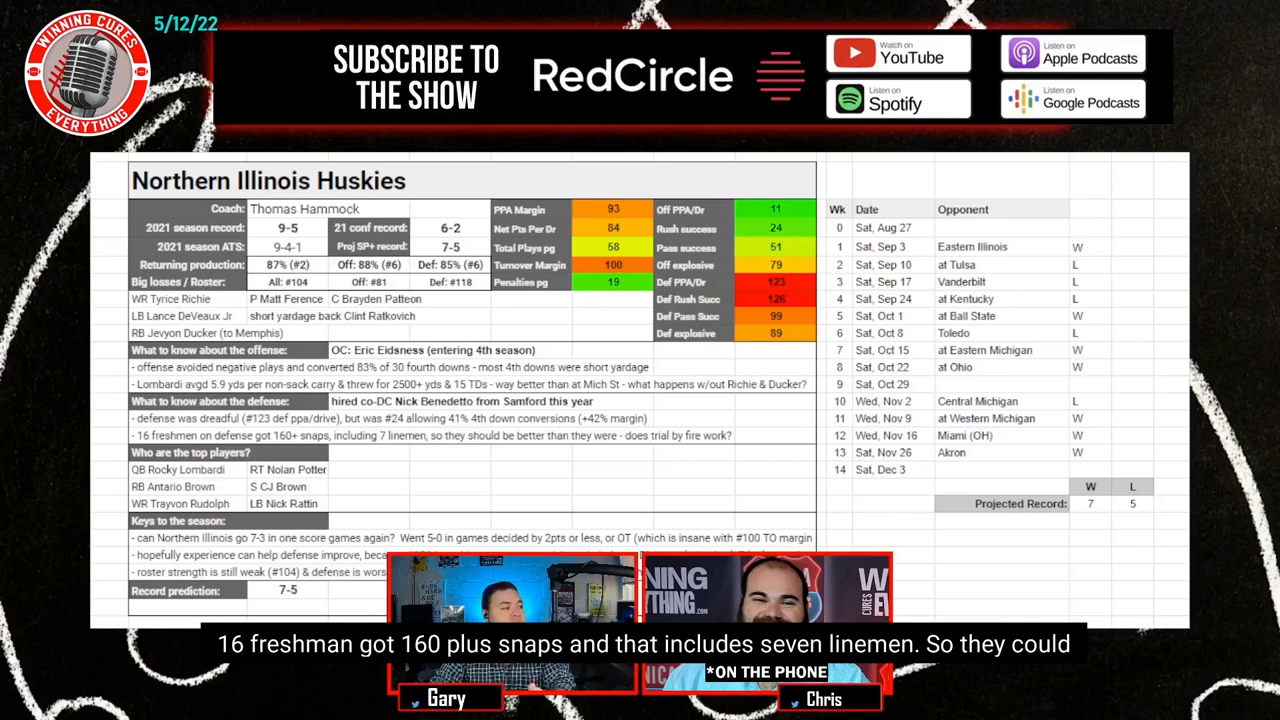 5/12/22
WINNING CURES
EVERYTHING
SUBSCRIBE TO
THE SHOW
RedCircle
Watch on
YouTube
Listen on
Spotify
Listen on
Apple Podcasts
Listen on
Google Podcasts
Northern Illinois Huskies
Coach: Thomas Hammock
2021 season record: 9-5 21 conf record: 6-2
2021 season ATS: 9-4-1 Proj SP+ record: 7-5
Returning production: 87% (#2) Off: 88% (#6) Def: 85% (#6)
Big losses / Roster: All: #104 Off: #81 Def: #118
PPA Margin 93 Off PPA/Dr 11
Net Pts Per Dr 84 Rush success 24
Total Plays pg 58 Pass success 51
Turnover Margin 100 Off explosive 79
Penalties pg 19 Def PPA/Dr 123
Def Rush Succ 126
Def Pass Succ 99
Def explosive 89
WR Tyrice Richie P Matt Ference C Brayden Patteon
LB Lance DeVeaux Jr short yardage back Clint Ratkovich
RB Jevyon Ducker (to Memphis)
What to know about the offense: OC: Eric Eidsness (entering 4th season)
- offense avoided negative plays and converted 83% of 30 fourth downs - most 4th downs were short yardage
- Lombardi avgd 5.9 yds per non-sack carry & threw for 2500+ yds & 15 TDs - way better than at Mich St - what happens w/out Richie & Ducker?
What to know about the defense: hired co-DC Nick Benedetto from Samford this year
- defense was dreadful (#123 def ppa/drive), but was #24 allowing 41% 4th down conversions (+42% margin)
- 16 freshmen on defense got 160+ snaps, including 7 linemen, so they should be better than they were - does trial by fire work?
Who are the top players?
QB Rocky Lombardi RT Nolan Potter
RB Antario Brown S CJ Brown
WR Trayvon Rudolph LB Nick Rattin
Keys to the season:
- can Northern Illinois go 7-3 in one score games again? Went 5-0 in games decided by 2pts or less, or OT (which is insane with #100 TO margin
- hopefully experience can help defense improve,
- roster strength is still weak (#104) & defense is
Record prediction: 7-5
Wk Date Opponent
0 Sat, Aug 27
1 Sat, Sep 3 Eastern Illinois W
2 Sat, Sep 10 at Tulsa L
3 Sat, Sep 17 Vanderbilt L
4 Sat, Sep 24 at Kentucky L
5 Sat, Oct 1 at Ball State W
6 Sat, Oct 8 Toledo L
7 Sat, Oct 15 at Eastern Michigan W
8 Sat, Oct 22 at Ohio W
9 Sat, Oct 29
10 Wed, Nov 2 Central Michigan L
11 Wed, Nov 9 at Western Michigan W
12 Wed, Nov 16 Miami (OH) W
13 Sat, Nov 26 Akron W
14 Sat, Dec 3
W L
Projected Record: 7 5
16 freshman got 160 plus snaps and that includes seven linemen. So they could
*ON THE PHONE
Gary
Chris